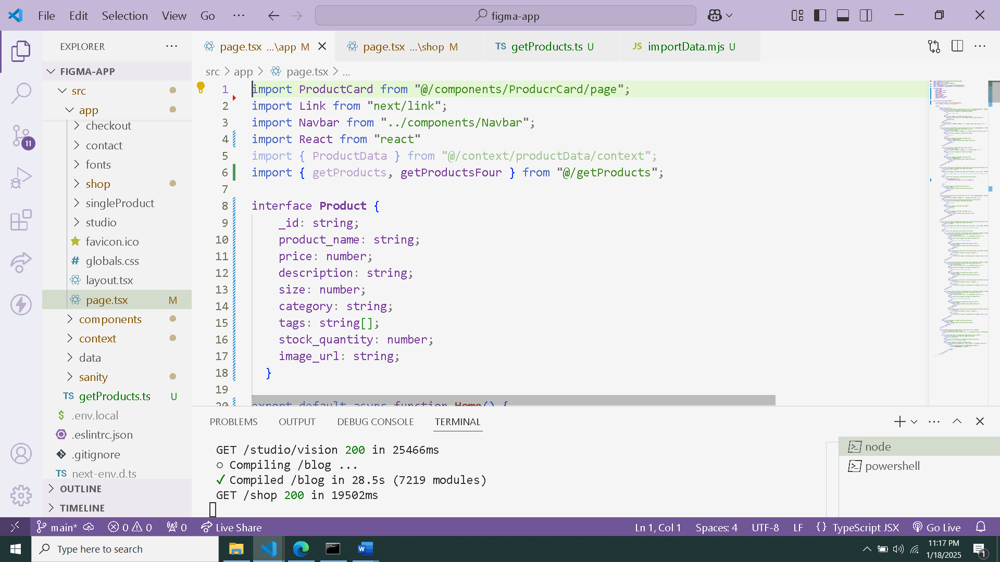 File Edit Selection View Go ··· figma-app
EXPLORER ···
page.tsx ...\app M
page.tsx ...\shop M
TS getProducts.ts U
JS importData.mjs U
FIGMA-APP
src
app
checkout
contact
fonts
shop
singleProduct
studio
favicon.ico
# globals.css
layout.tsx
page.tsx M
components
context
data
sanity
TS getProducts.ts U
$ .env.local
.eslintrc.json
.gitignore
TS next-env.d.ts
OUTLINE
TIMELINE
11
src > app > page.tsx > ...
1 import ProductCard from "@/components/ProducrCard/page";
2 import Link from "next/link";
3 import Navbar from "../components/Navbar";
4 import React from "react"
5 import { ProductData } from "@/context/productData/context";
6 import { getProducts, getProductsFour } from "@/getProducts";
7
8 interface Product {
9 _id: string;
10 product_name: string;
11 price: number;
12 description: string;
13 size: number;
14 category: string;
15 tags: string[];
16 stock_quantity: number;
17 image_url: string;
18 }
19
20 export default async function Home() {
PROBLEMS OUTPUT DEBUG CONSOLE TERMINAL
GET /studio/vision 200 in 25466ms
○ Compiling /blog ...
✓ Compiled /blog in 28.5s (7219 modules)
GET /shop 200 in 19502ms
node
powershell
main* 0 0 0 Live Share Ln 1, Col 1 Spaces: 4 UTF-8 LF {} TypeScript JSX Go Live
Type here to search
11:17 PM
1/18/2025
1